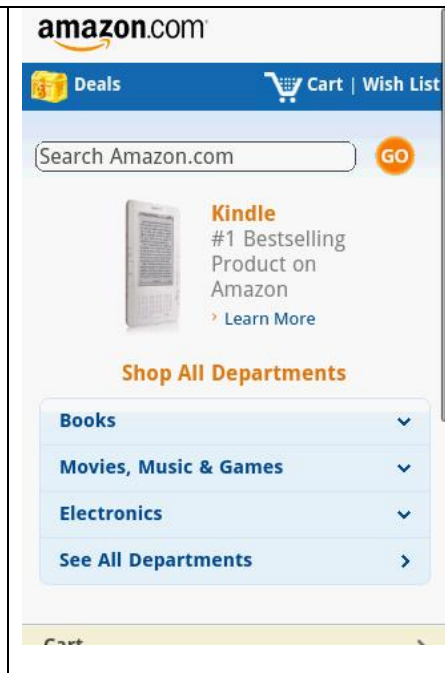 amazon.com
Deals Cart | Wish List
Search Amazon.com GO
Kindle
#1 Bestselling
Product on
Amazon
› Learn More
Shop All Departments
Books
Movies, Music & Games
Electronics
See All Departments
Cart